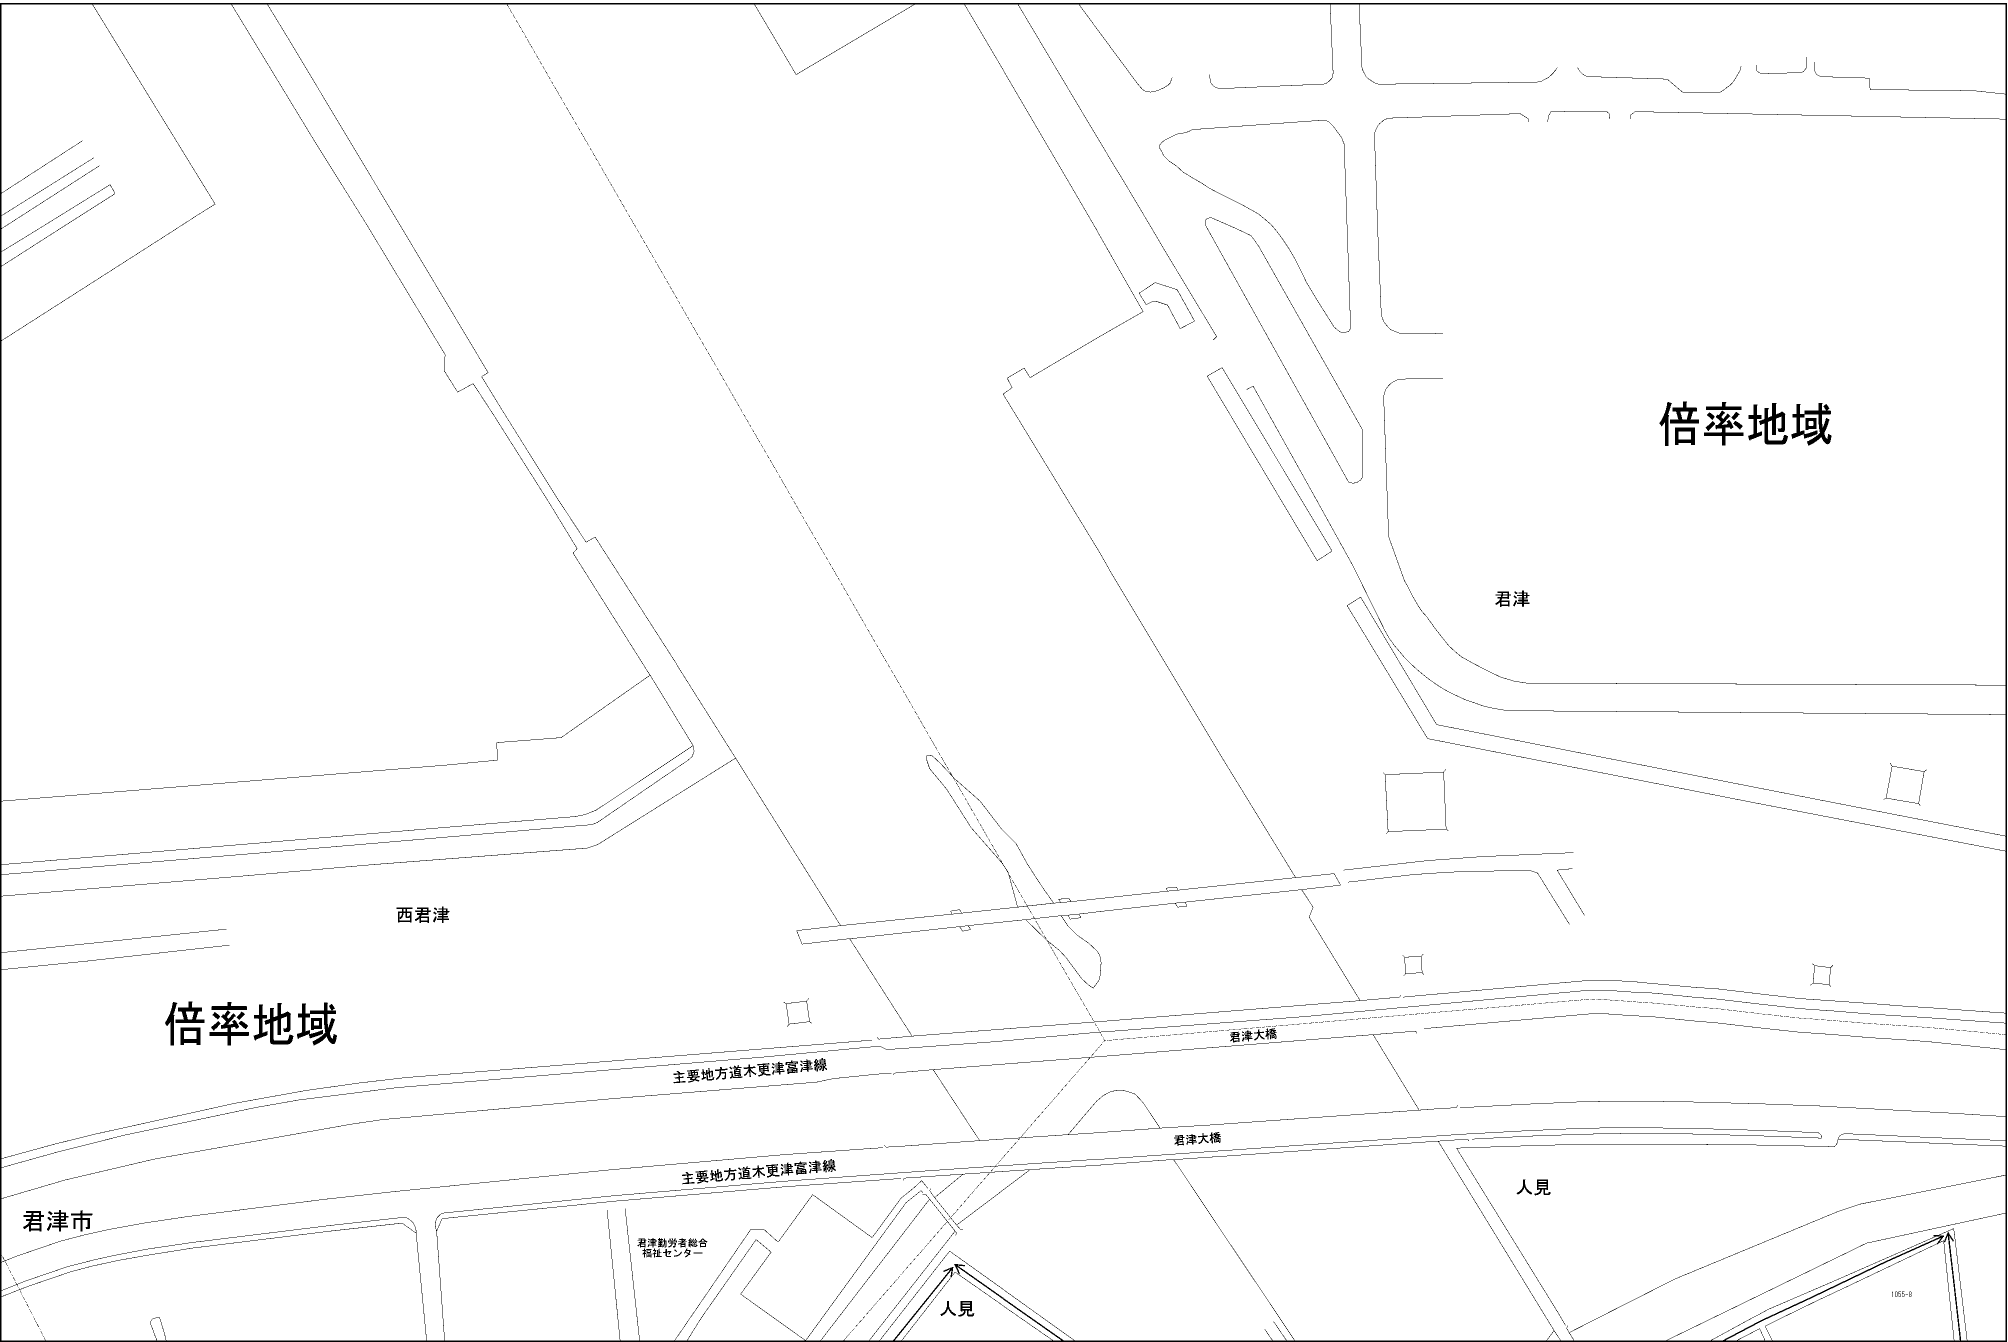 倍率地域
君津
西君津
倍率地域
君津大橋
主要地方道木更津富津線
君津大橋
主要地方道木更津富津線
人見
君津市
君津勤労者総合
福祉センター
1055-8
人見